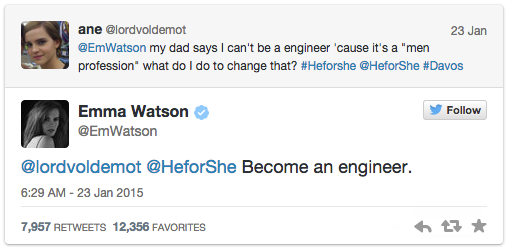 ane @lordvoldemot 23 Jan
@EmWatson my dad says I can't be a engineer 'cause it's a "men
profession" what do I do to change that? #Heforshe @HeForShe #Davos
Emma Watson
Follow
@EmWatson
@lordvoldemot @HeForShe Become an engineer.
6:29 AM - 23 Jan 2015
7,957 RETWEETS 12,356 FAVORITES